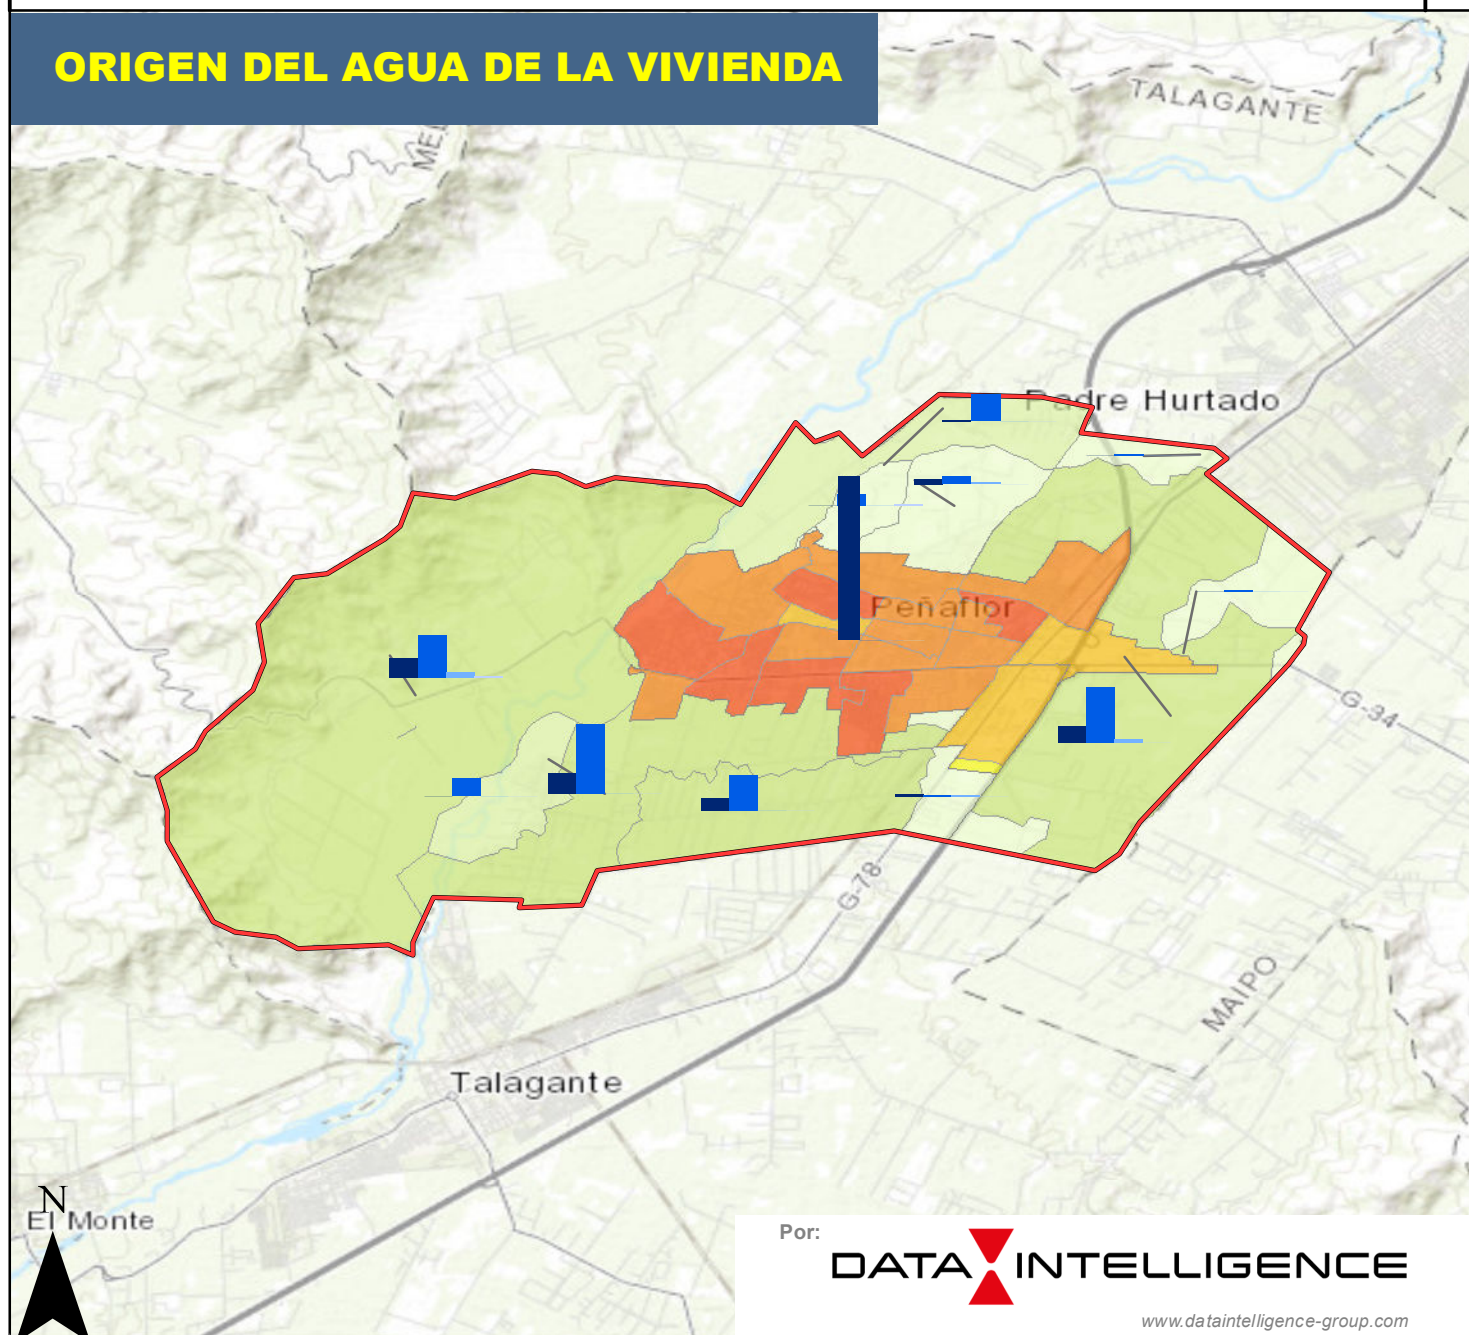 ORIGEN DEL AGUA DE LA VIVIENDA
TALAGANTE
Padre Hurtado
Peñaflor
G-34
G-78
MAIPO
Talagante
N
El Monte
Por:
DATA INTELLIGENCE
www.dataintelligence-group.com